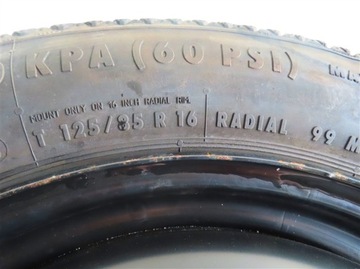 KPA (60 PSI)
MOUNT ONLY ON 16 INCH RADIAL RIM.
T 125/85 R 16 RADIAL 99 M